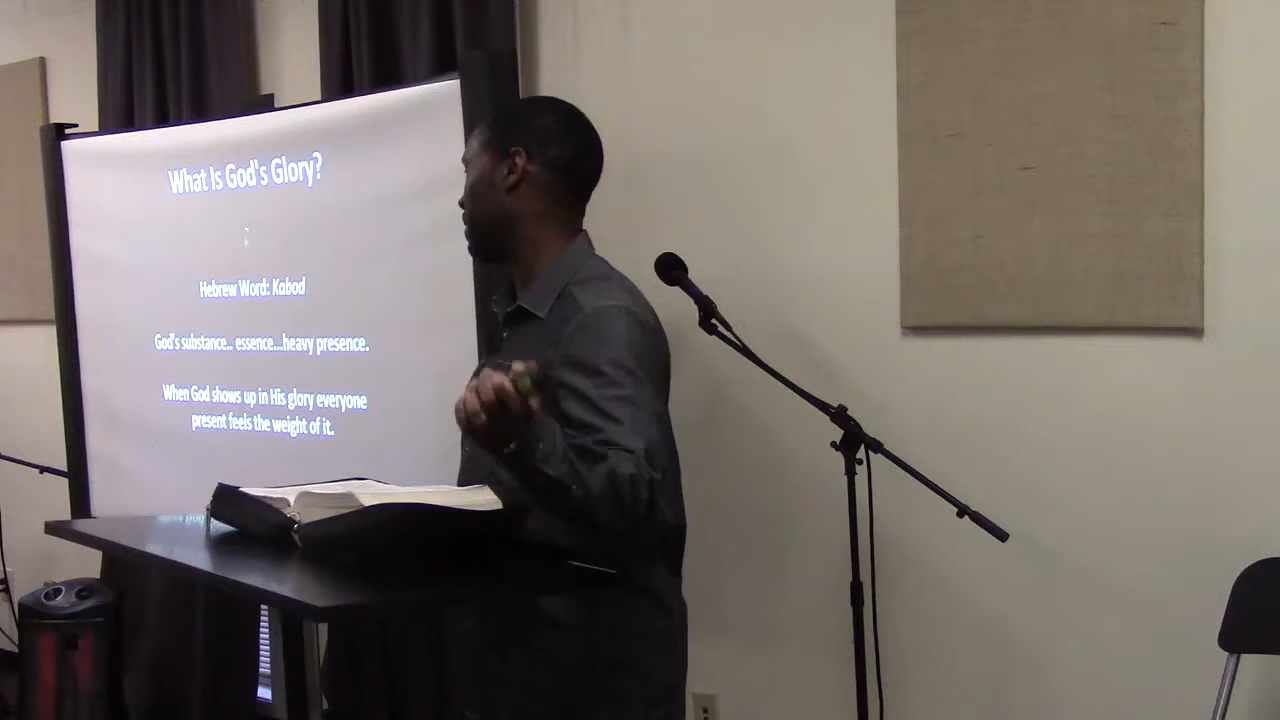 What Is God's Glory?
Hebrew Word: Kabod
God's substance.. essence...heavy presence.
When God shows up in His glory everyone
present feels the weight of it.